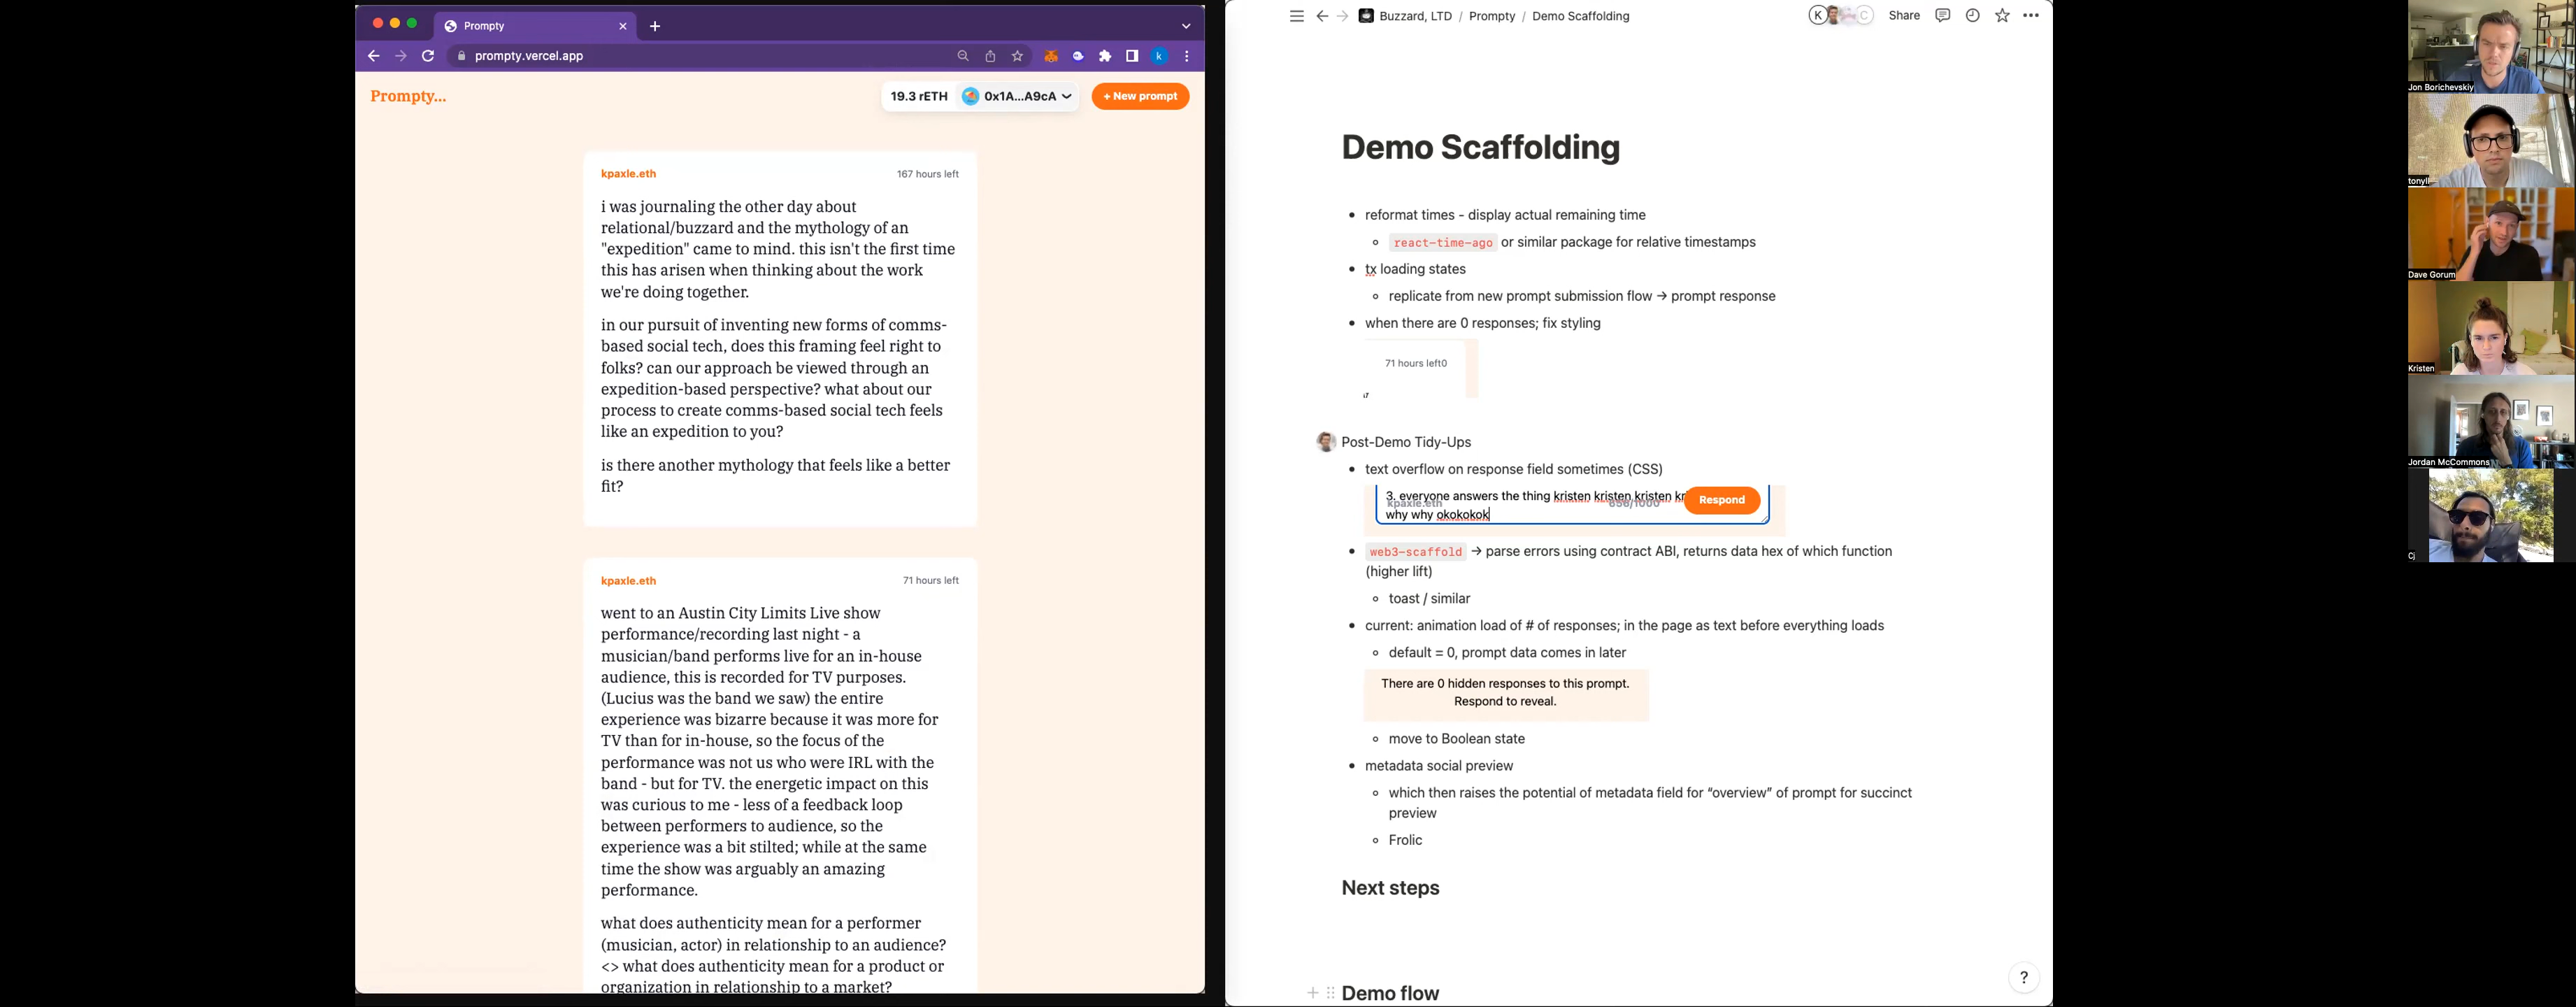 Prompty
prompty.vercel.app
k
Prompty...
19.3 rETH
0x1A...A9cA
+ New prompt
kpaxle.eth
167 hours left
i was journaling the other day about
relational/buzzard and the mythology of an
"expedition" came to mind. this isn't the first time
this has arisen when thinking about the work
we're doing together.
in our pursuit of inventing new forms of comms-
based social tech, does this framing feel right to
folks? can our approach be viewed through an
expedition-based perspective? what about our
process to create comms-based social tech feels
like an expedition to you?
is there another mythology that feels like a better
fit?
kpaxle.eth
71 hours left
went to an Austin City Limits Live show
performance/recording last night - a
musician/band performs live for an in-house
audience, this is recorded for TV purposes.
(Lucius was the band we saw) the entire
experience was bizarre because it was more for
TV than for in-house, so the focus of the
performance was not us who were IRL with the
band - but for TV. the energetic impact on this
was curious to me - less of a feedback loop
between performers to audience, so the
experience was a bit stilted; while at the same
time the show was arguably an amazing
performance.
what does authenticity mean for a performer
(musician, actor) in relationship to an audience?
<> what does authenticity mean for a product or
organization in relationship to a market?
Buzzard, LTD / Prompty / Demo Scaffolding
K
C
Share
Demo Scaffolding
• reformat times - display actual remaining time
◦ react-time-ago or similar package for relative timestamps
• tx loading states
◦ replicate from new prompt submission flow → prompt response
• when there are 0 responses; fix styling
71 hours left0
Post-Demo Tidy-Ups
• text overflow on response field sometimes (CSS)
3. everyone answers the thing kristen kristen kristen kri
kpaxle.eth
856/1000
Respond
why why okokokok
• web3-scaffold → parse errors using contract ABI, returns data hex of which function
(higher lift)
◦ toast / similar
• current: animation load of # of responses; in the page as text before everything loads
◦ default = 0, prompt data comes in later
There are 0 hidden responses to this prompt.
Respond to reveal.
◦ move to Boolean state
• metadata social preview
◦ which then raises the potential of metadata field for “overview” of prompt for succinct
preview
◦ Frolic
Next steps
Demo flow
?
Jon Borichevskiy
tonyll
Dave Gorum
Kristen
Jordan McCommons
Cj